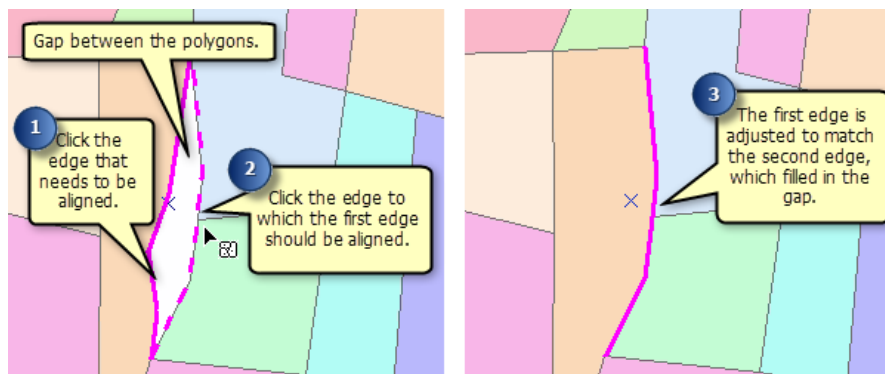 Gap between the polygons.
1
Click the
edge that
needs to be
aligned.
2
Click the edge to
which the first edge
should be aligned.
3
The first edge is
adjusted to match
the second edge,
which filled in the
gap.